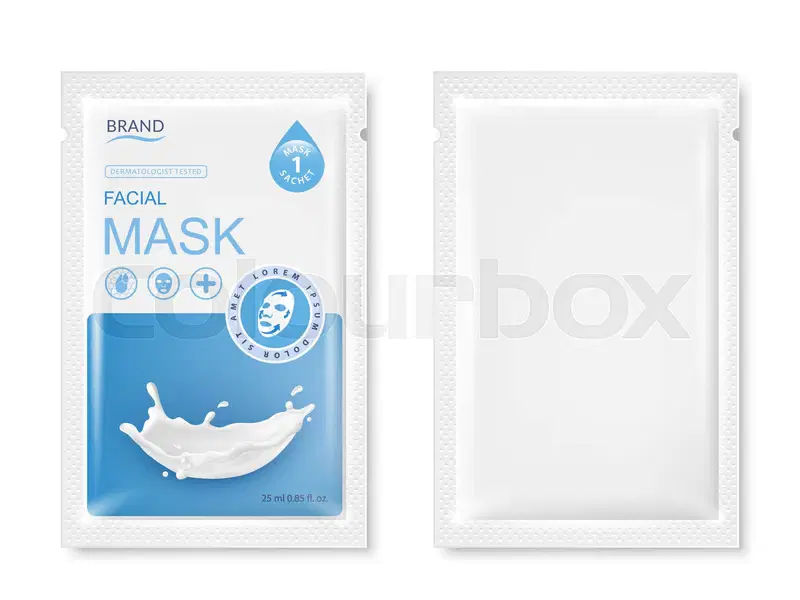 BRAND
MASK
1
SACHET
DERMATOLOGIST TESTED
FACIAL
MASK
LOREM IPSUM DOLOR SIT AMET
colourbox
25 ml 0.85 fl. oz.